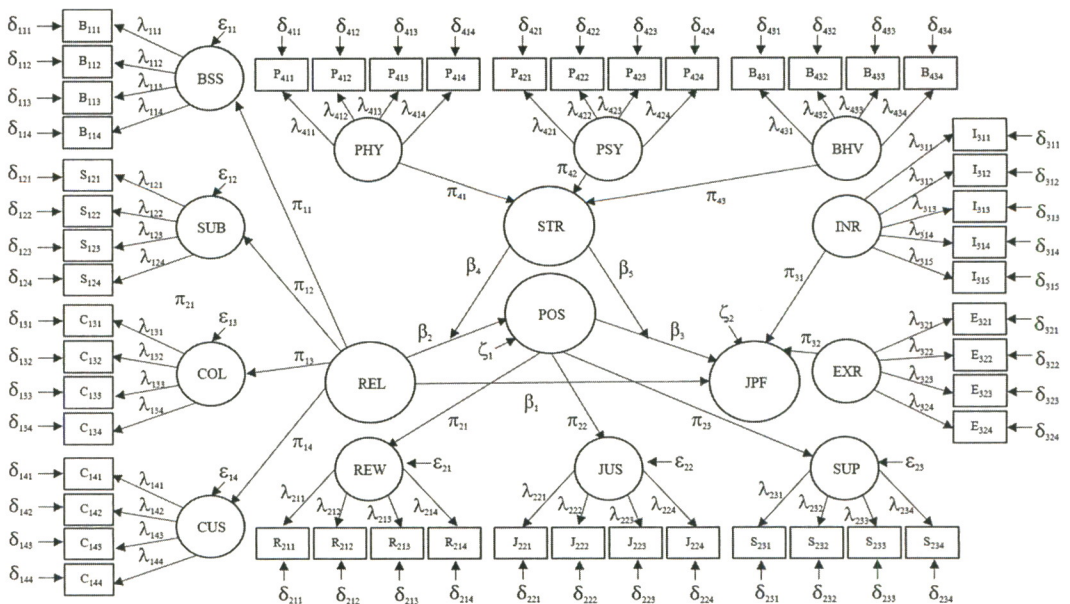 δ₁₁₁ B₁₁₁ λ₁₁₁ ε₁₁
δ₁₁₂ B₁₁₂ λ₁₁₂ BSS
δ₁₁₃ B₁₁₃ λ₁₁₃
δ₁₁₄ B₁₁₄ λ₁₁₄
δ₄₁₁ δ₄₁₂ δ₄₁₃ δ₄₁₄ δ₄₂₁ δ₄₂₂ δ₄₂₃ δ₄₂₄ δ₄₃₁ δ₄₃₂ δ₄₃₃ δ₄₃₄
P₄₁₁ P₄₁₂ P₄₁₃ P₄₁₄ P₄₂₁ P₄₂₂ P₄₂₃ P₄₂₄ B₄₃₁ B₄₃₂ B₄₃₃ B₄₃₄
λ₄₁₁ λ₄₁₂ λ₄₁₃ λ₄₁₄ λ₄₂₁ λ₄₂₂ λ₄₂₃ λ₄₂₄ λ₄₃₁ λ₄₃₂ λ₄₃₃ λ₄₃₄
PHY PSY BHV
π₄₁ π₄₂ π₄₃
δ₁₂₁ S₁₂₁ λ₁₂₁ ε₁₂
δ₁₂₂ S₁₂₂ λ₁₂₂ SUB
δ₁₂₃ S₁₂₃ λ₁₂₃
δ₁₂₄ S₁₂₄ λ₁₂₄
π₁₁
STR
INR
λ₃₁₁ I₃₁₁ δ₃₁₁
λ₃₁₂ I₃₁₂ δ₃₁₂
λ₃₁₃ I₃₁₃ δ₃₁₃
λ₃₁₄ I₃₁₄ δ₃₁₄
λ₃₁₅ I₃₁₅ δ₃₁₅
π₂₁ π₁₂ β₄ β₅ π₃₁
δ₁₃₁ C₁₃₁ λ₁₃₁ ε₁₃
δ₁₃₂ C₁₃₂ λ₁₃₂ COL
δ₁₃₃ C₁₃₃ λ₁₃₁
δ₁₃₄ C₁₃₄ λ₁₃₄
β₂ POS β₃ ζ₂
π₁₃ ζ₁ π₃₂
REL JPF EXR
λ₃₂₁ E₃₂₁ δ₃₂₁
λ₃₂₂ E₃₂₂ δ₃₂₂
λ₃₂₃ E₃₂₃ δ₃₂₃
λ₃₂₄ E₃₂₄ δ₃₂₄
β₁
π₁₄ π₂₁ π₂₂ π₂₃
δ₁₄₁ C₁₄₁ λ₁₄₁ ε₁₄
δ₁₄₂ C₁₄₂ λ₁₄₂ CUS
δ₁₄₃ C₁₄₃ λ₁₄₃
δ₁₄₄ C₁₄₄ λ₁₄₄
REW ε₂₁ JUS ε₂₂ SUP ε₂₃
λ₂₁₁ λ₂₁₂ λ₂₁₃ λ₂₁₄ λ₂₂₁ λ₂₂₂ λ₂₂₃ λ₂₂₄ λ₂₃₁ λ₂₃₂ λ₂₃₃ λ₂₃₄
R₂₁₁ R₂₁₂ R₂₁₃ R₂₁₄ J₂₂₁ J₂₂₂ J₂₂₃ J₂₂₄ S₂₃₁ S₂₃₂ S₂₃₃ S₂₃₄
δ₂₁₁ δ₂₁₂ δ₂₁₃ δ₂₁₄ δ₂₂₁ δ₂₂₂ δ₂₂₃ δ₂₂₄ δ₂₃₁ δ₂₃₂ δ₂₃₃ δ₂₃₄